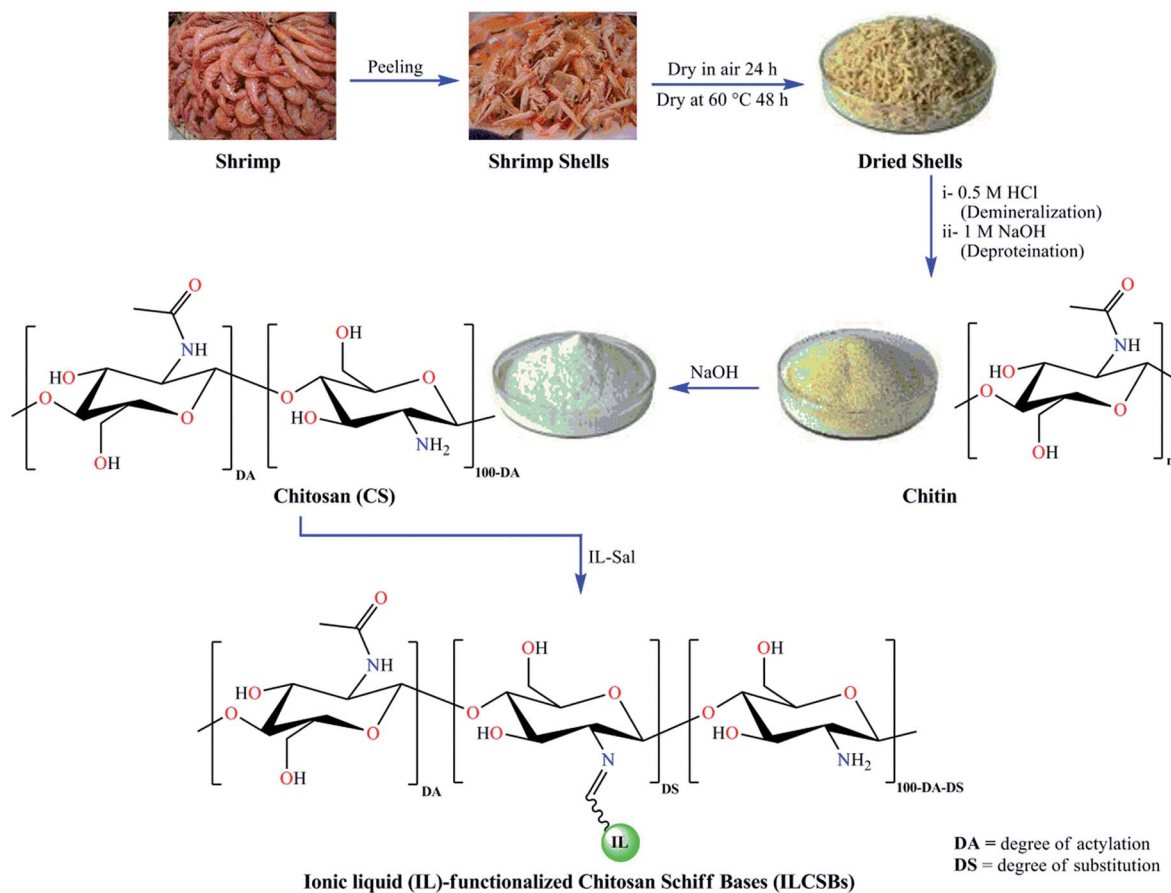 Peeling
Dry in air 24 h
Dry at 60 °C 48 h
Shrimp
Shrimp Shells
Dried Shells
i- 0.5 M HCl
(Demineralization)
ii- 1 M NaOH
(Deproteination)
O
NH
HO
O
O
OH
DA
OH
O
O
HO
NH2
100-DA
Chitosan (CS)
NaOH
O
NH
HO
O
O
OH
Chitin
IL-Sal
O
NH
HO
O
O
OH
DA
OH
O
O
HO
N
DS
IL
OH
O
O
HO
NH2
100-DA-DS
DA = degree of actylation
DS = degree of substitution
Ionic liquid (IL)-functionalized Chitosan Schiff Bases (ILCSBs)